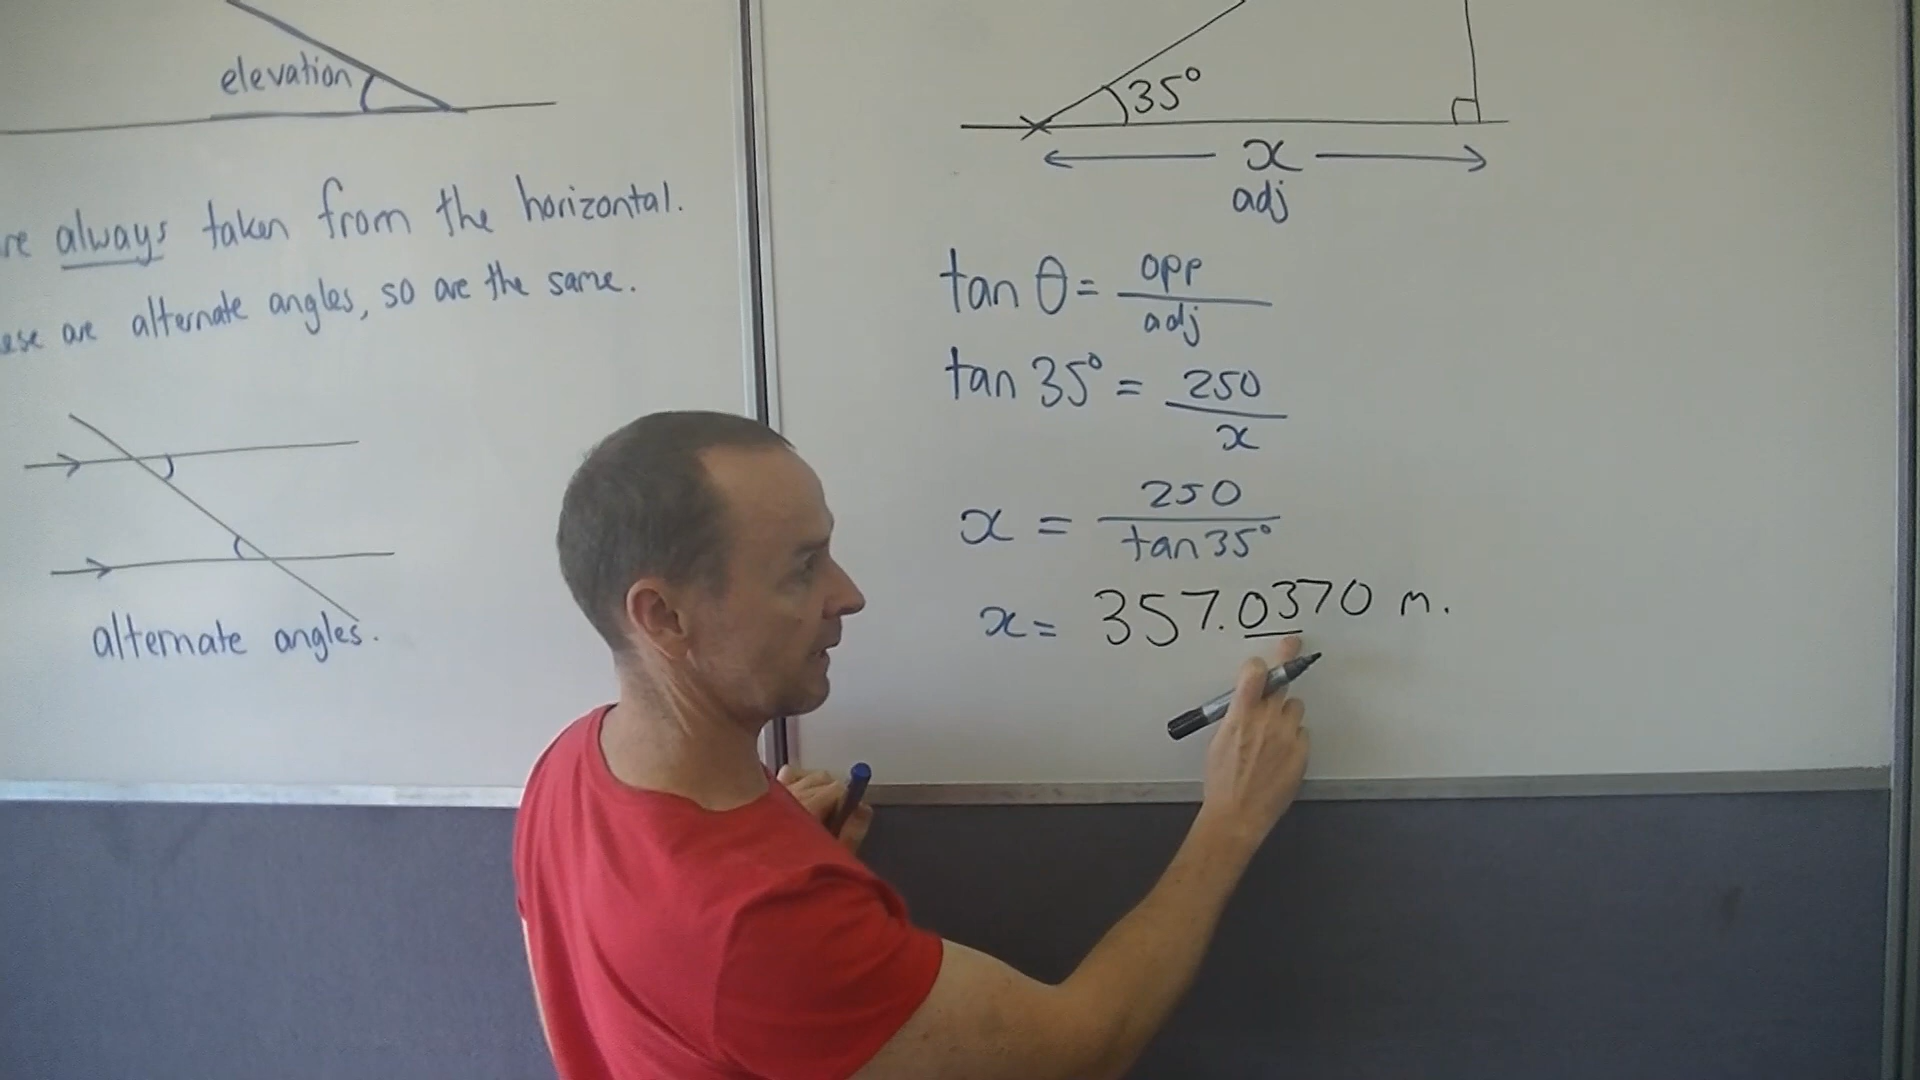 elevation
re always taken from the horizontal.
ese are alternate angles, so are the same.
alternate angles.
35°
x
adj
tan θ = opp
adj
tan 35° = 250
x
x = 250
tan 35°
x = 357.0370 m.